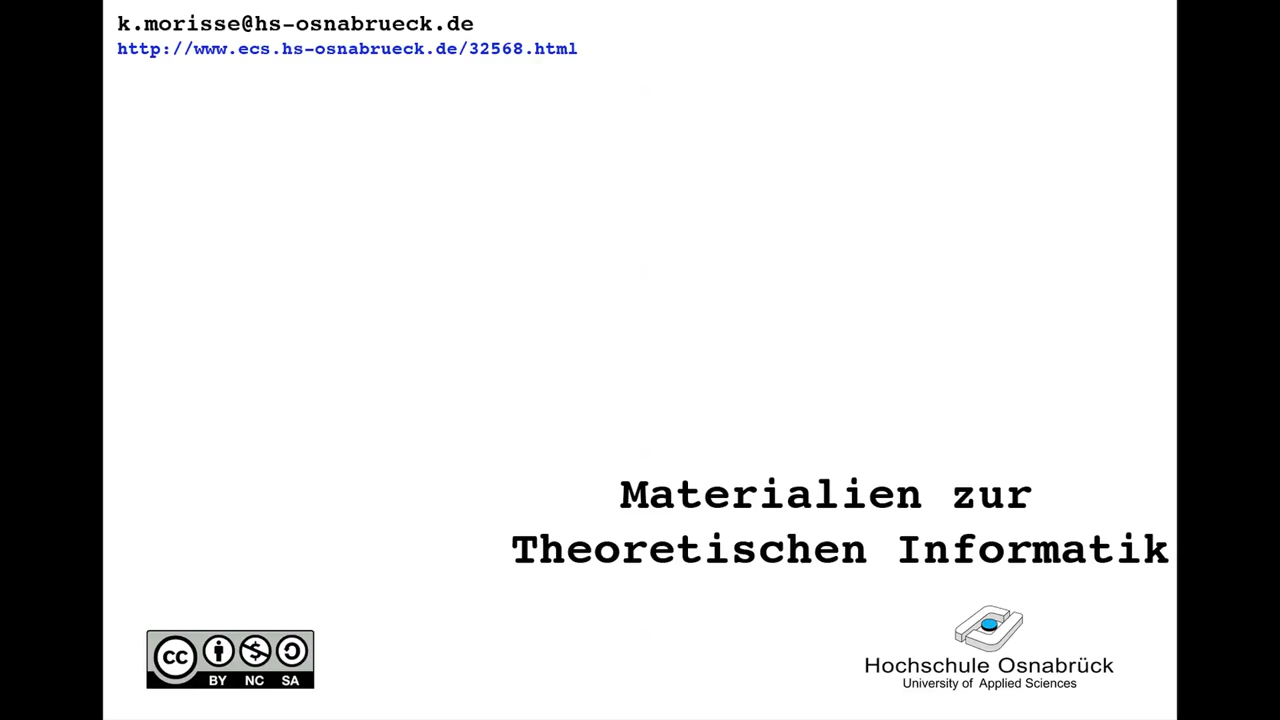 k.morisse@hs-osnabrueck.de
http://www.ecs.hs-osnabrueck.de/32568.html
Materialien zur
Theoretischen Informatik
cc
BY NC SA
Hochschule Osnabrück
University of Applied Sciences